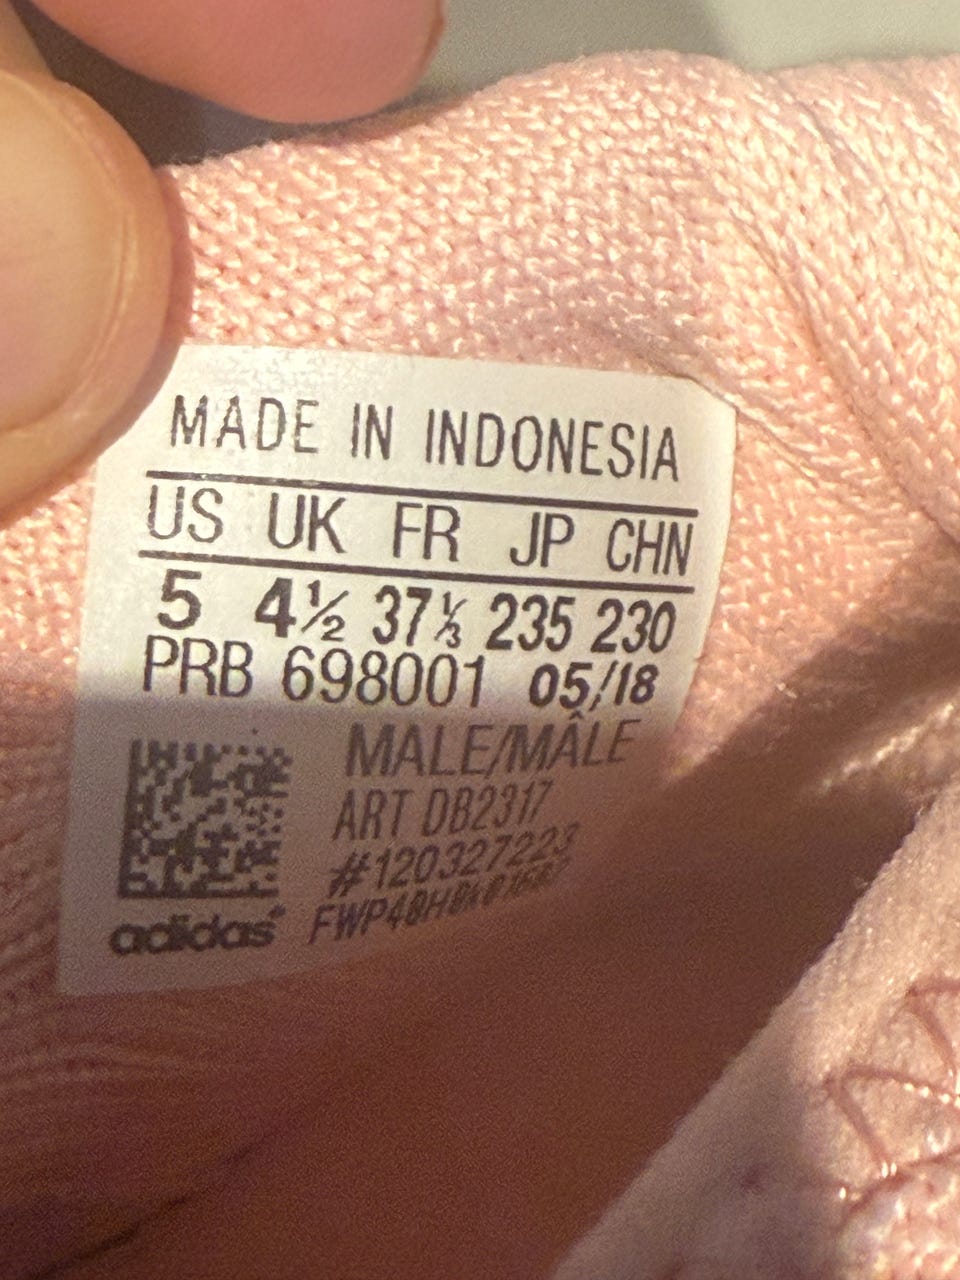 MADE IN INDONESIA
US UK FR JP CHN
5 4½ 37⅓ 235 230
PRB 698001 05/18
MALE/MÂLE
ART DB2317
#120327223
adidas